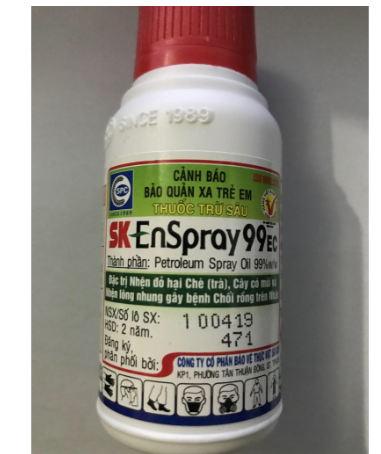 SINCE 1989
SPC
CẢNH BÁO
BẢO QUẢN XA TRẺ EM
THUỐC TRỪ SÂU
SK EnSpray 99EC
Thành phần: Petroleum Spray Oil 99%
Đặc trị Nhện đỏ hại Chè (trà), Cây có múi
Nhện lông nhung gây bệnh Chổi rồng trên
NSX/Số lô SX: 100419
HSD: 2 năm. 471
Đăng ký,
phân phối bởi: CÔNG TY CỔ PHẦN BẢO VỆ THỰC VẬT
KP1, PHƯỜNG TÂN THUẬN ĐÔNG,